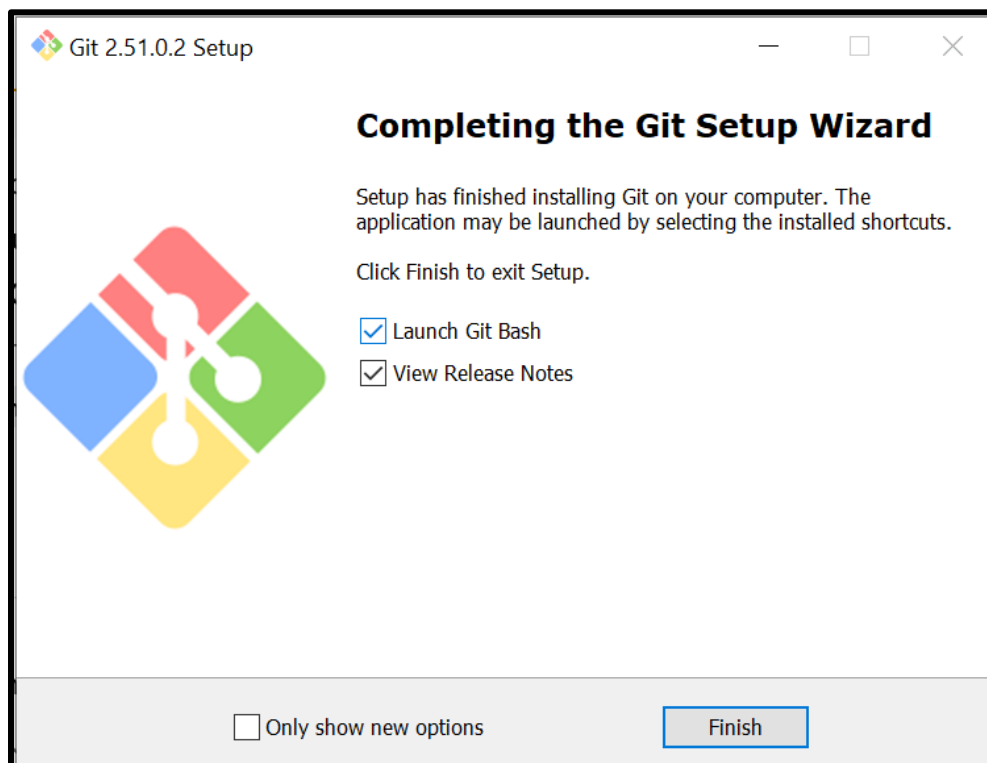 Git 2.51.0.2 Setup
Completing the Git Setup Wizard
Setup has finished installing Git on your computer. The
application may be launched by selecting the installed shortcuts.
Click Finish to exit Setup.
Launch Git Bash
View Release Notes
Only show new options
Finish